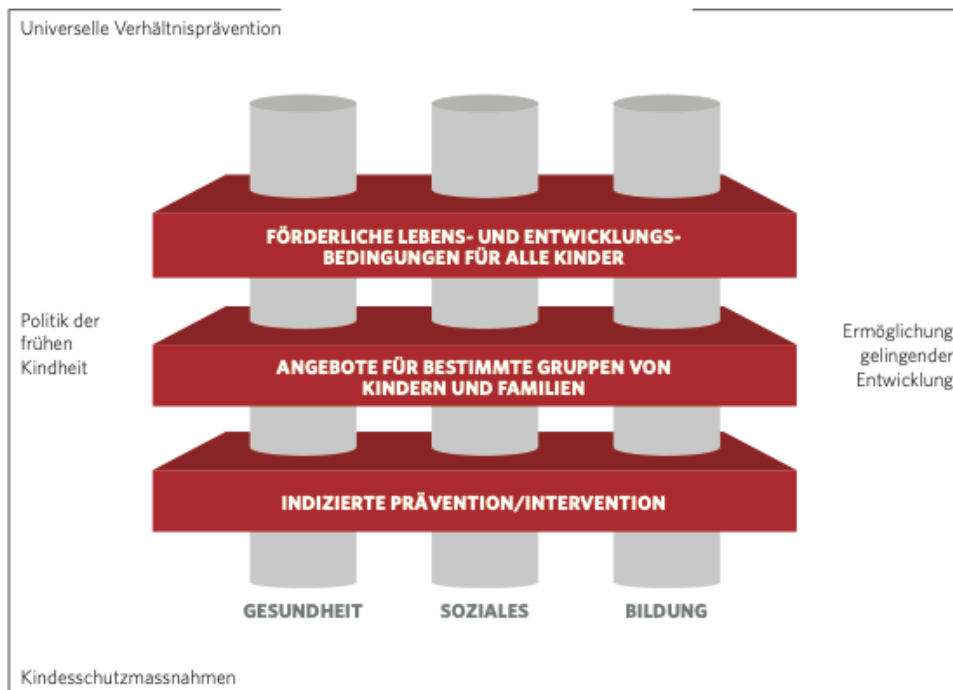 Universelle Verhältnisprävention
FÖRDERLICHE LEBENS- UND ENTWICKLUNGS-
BEDINGUNGEN FÜR ALLE KINDER
Politik der
frühen
Kindheit
ANGEBOTE FÜR BESTIMMTE GRUPPEN VON
KINDERN UND FAMILIEN
Ermöglichung
gelingender
Entwicklung
INDIZIERTE PRÄVENTION/INTERVENTION
GESUNDHEIT
SOZIALES
BILDUNG
Kindesschutzmassnahmen